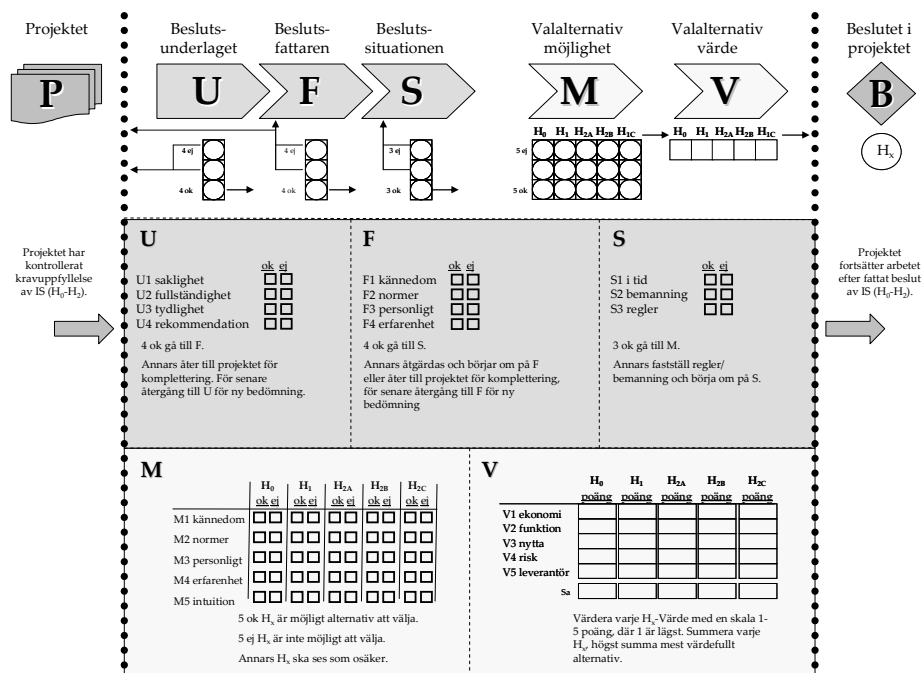 Projektet
Besluts-
underlaget
Besluts-
fattaren
Besluts-
situationen
Valalternativ
möjlighet
Valalternativ
värde
Beslutet i
projektet
P
U
F
S
M
V
B
H₀ H₁ H₂A H₂B H₁C
H₀ H₁ H₂A H₂B H₁C
4 ej
4 ok
4 ej
4 ok
3 ej
3 ok
5 ej
5 ok
Hₓ
Projektet har
kontrollerat
kravuppfyllelse
av IS (H₀-H₂).
U
ok ej
U1 saklighet
U2 fullständighet
U3 tydlighet
U4 rekommendation
4 ok gå till F.
Annars åter till projektet för
komplettering. För senare
återgång till U för ny bedömning.
F
ok ej
F1 kännedom
F2 normer
F3 personligt
F4 erfarenhet
4 ok gå till S.
Annars åtgärdas och börjar om på F
eller åter till projektet för komplettering,
för senare återgång till F för ny
bedömning
S
ok ej
S1 i tid
S2 bemanning
S3 regler
3 ok gå till M.
Annars fastställ regler/
bemanning och börja om på S.
Projektet
fortsätter arbetet
efter fattat beslut
av IS (H₀-H₂).
M
H₀ H₁ H₂A H₂B H₂C
ok ej ok ej ok ej ok ej ok ej
M1 kännedom
M2 normer
M3 personligt
M4 erfarenhet
M5 intuition
5 ok Hₓ är möjligt alternativ att välja.
5 ej Hₓ är inte möjligt att välja.
Annars Hₓ ska ses som osäker.
V
H₀ H₁ H₂A H₂B H₂C
poäng poäng poäng poäng poäng
V1 ekonomi
V2 funktion
V3 nytta
V4 risk
V5 leverantör
Sa
Värdera varje Hₓ-Värde med en skala 1-
5 poäng, där 1 är lägst. Summera varje
Hₓ, högst summa mest värdefullt
alternativ.